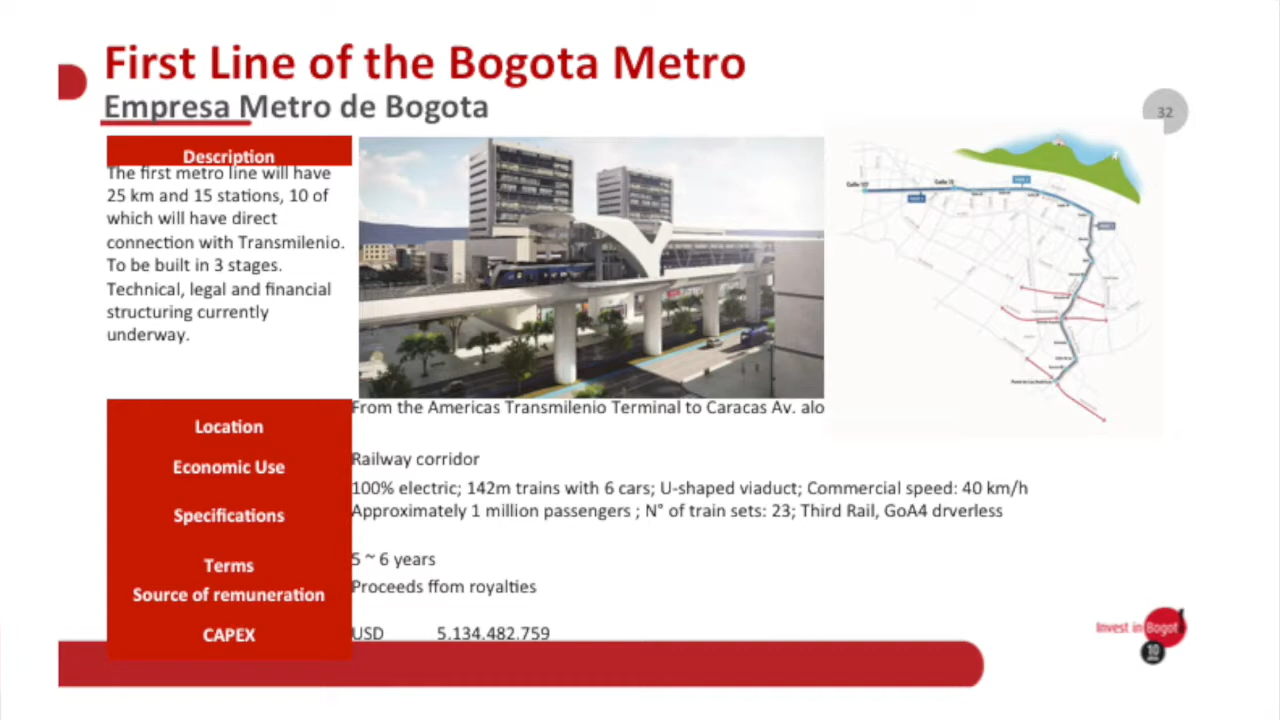 First Line of the Bogota Metro
Empresa Metro de Bogota
32
Description
The first metro line will have
25 km and 15 stations, 10 of
which will have direct
connection with Transmilenio.
To be built in 3 stages.
Technical, legal and financial
structuring currently
underway.
Location
From the Americas Transmilenio Terminal to Caracas Av. alo
Economic Use
Railway corridor
Specifications
100% electric; 142m trains with 6 cars; U-shaped viaduct; Commercial speed: 40 km/h
Approximately 1 million passengers ; N° of train sets: 23; Third Rail, GoA4 drverless
Terms
5 ~ 6 years
Source of remuneration
Proceeds ffom royalties
CAPEX
USD 5.134.482.759
Invest in Bogot
10